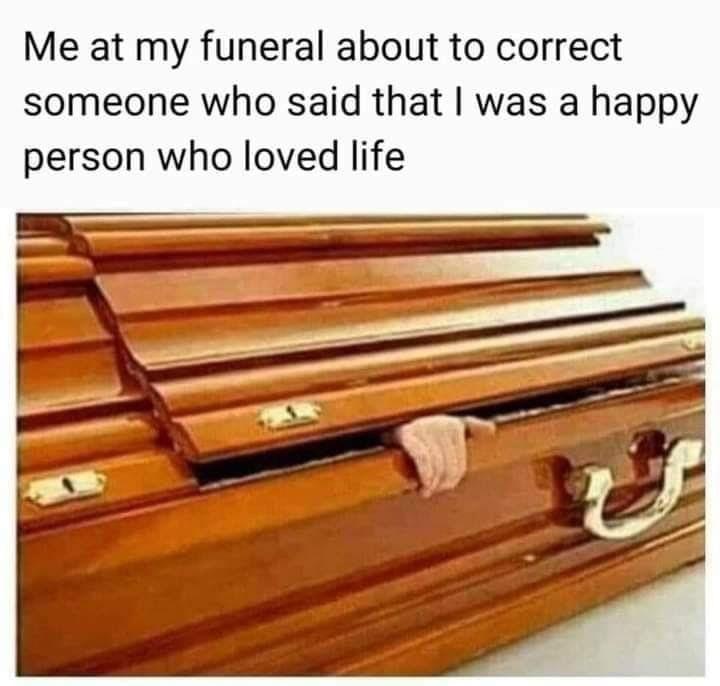 Me at my funeral about to correct
someone who said that I was a happy
person who loved life